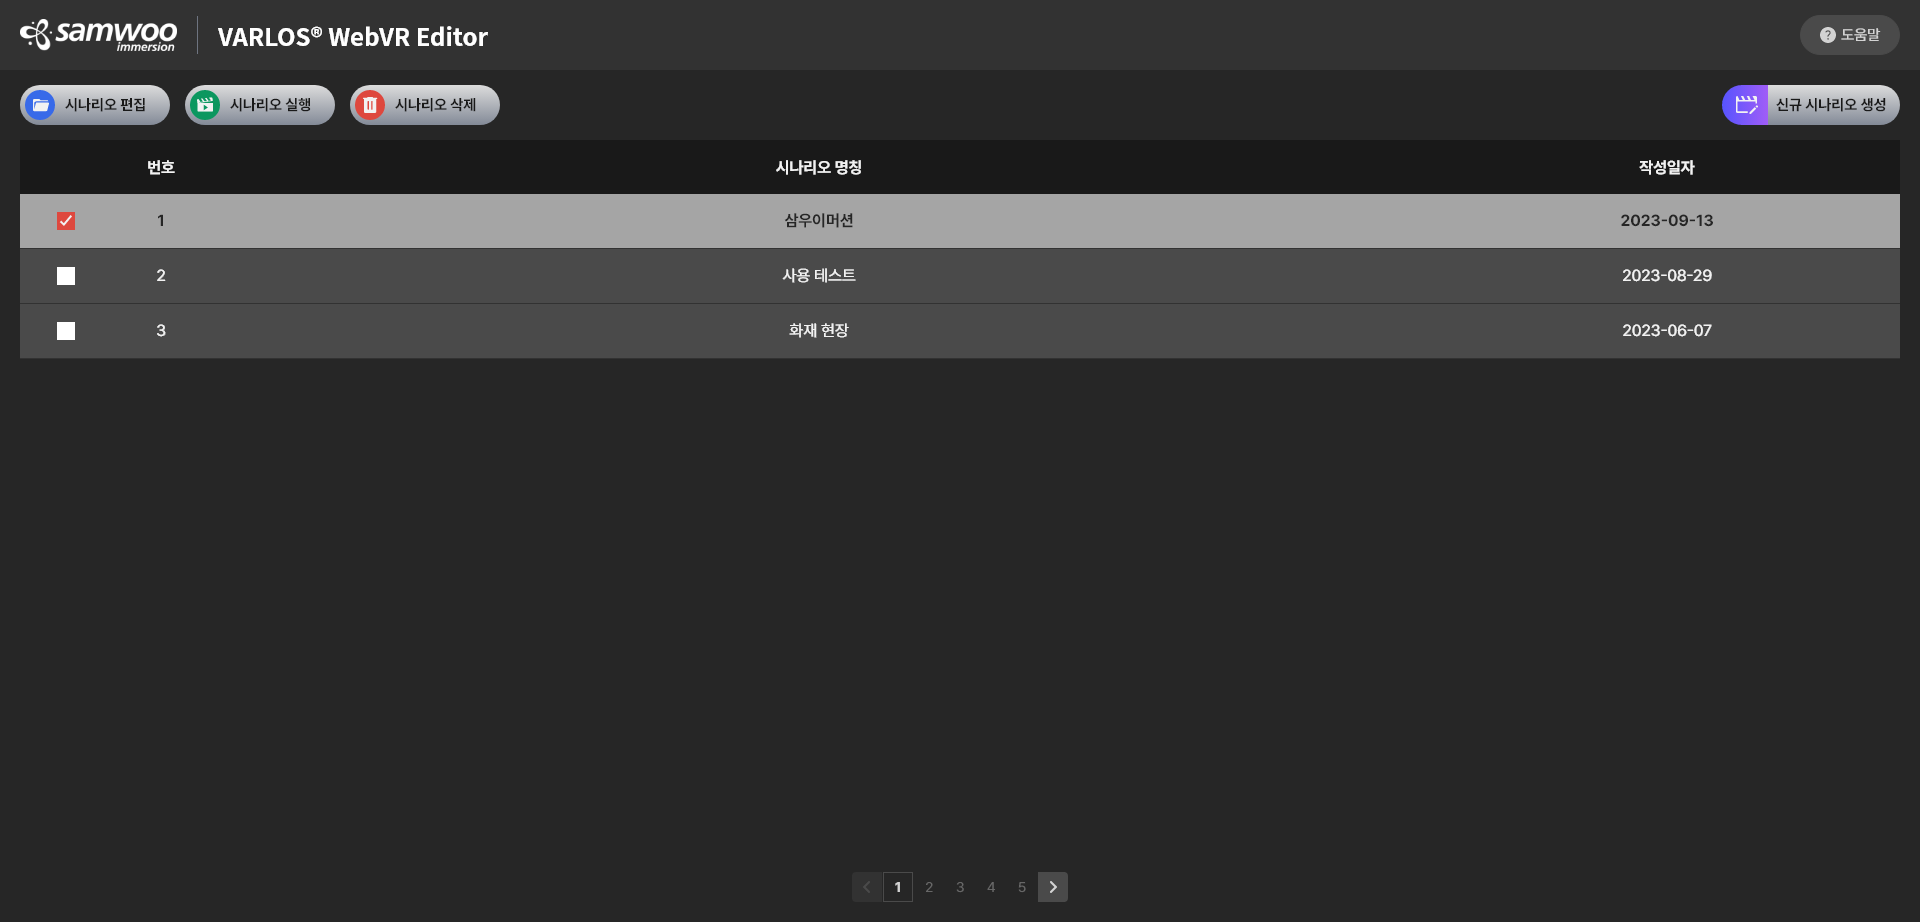 samwoo
immersion
VARLOS® WebVR Editor
도움말
시나리오 편집
시나리오 실행
시나리오 삭제
신규 시나리오 생성
번호 시나리오 명칭 작성일자
1 삼우이머션 2023-09-13
2 사용 테스트 2023-08-29
3 화재 현장 2023-06-07
1 2 3 4 5